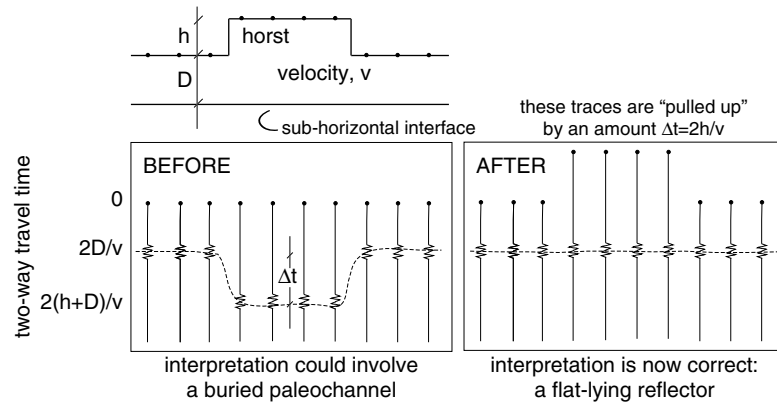 h
horst
D
velocity, v
sub-horizontal interface
these traces are “pulled up”
by an amount Δt=2h/v
two-way travel time
BEFORE
0
2D/v
Δt
2(h+D)/v
interpretation could involve
a buried paleochannel
AFTER
interpretation is now correct:
a flat-lying reflector